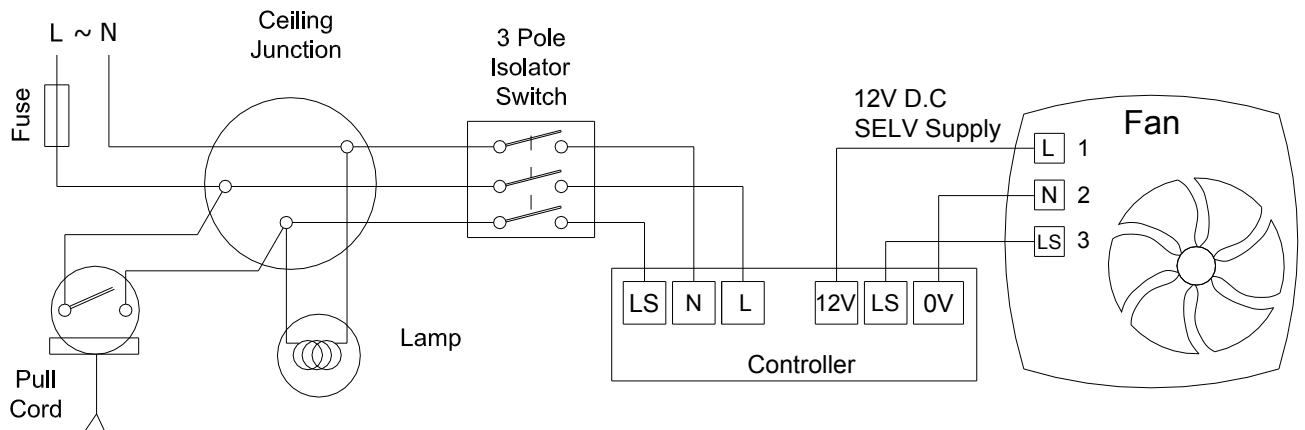 L ~ N
Fuse
Ceiling
Junction
3 Pole
Isolator
Switch
12V D.C
SELV Supply
Fan
L 1
N 2
LS 3
LS N L 12V LS 0V
Controller
Lamp
Pull
Cord